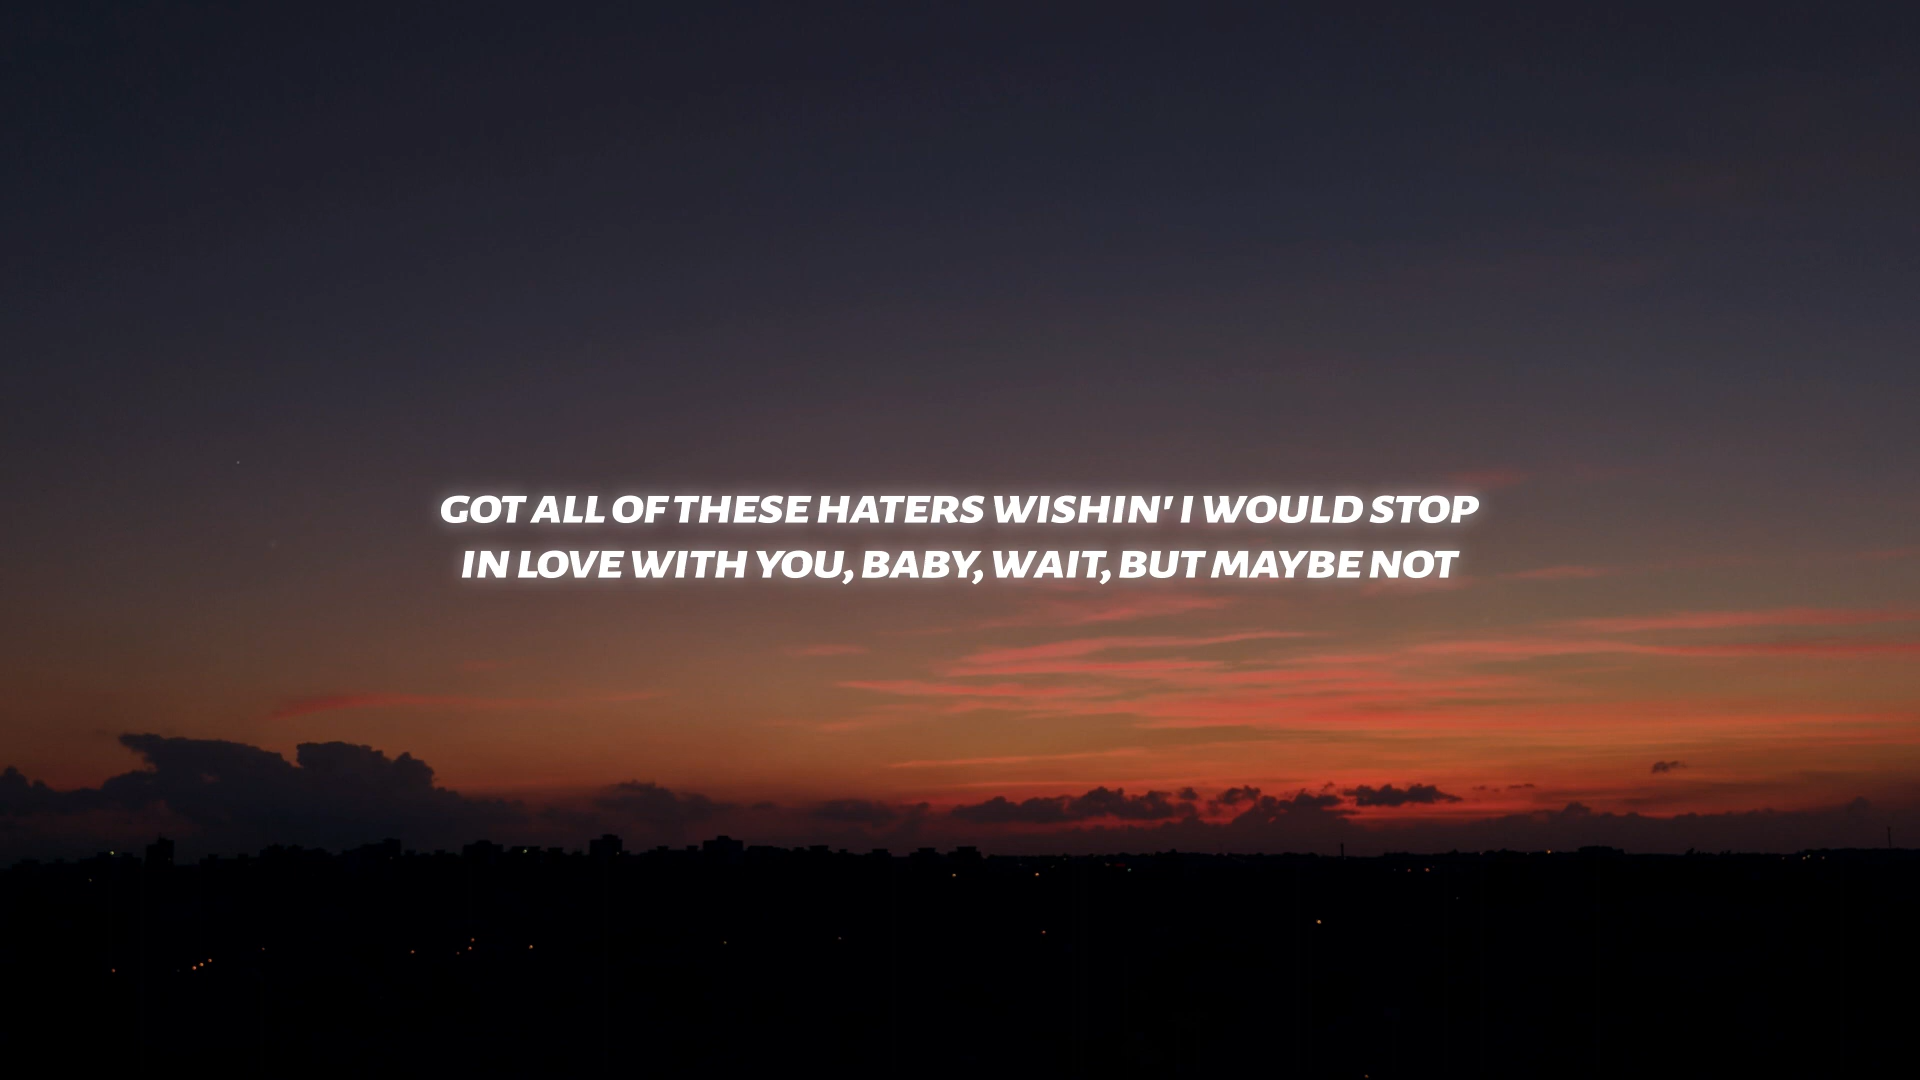 GOT ALL OF THESE HATERS WISHIN' I WOULD STOP
IN LOVE WITH YOU, BABY, WAIT, BUT MAYBE NOT